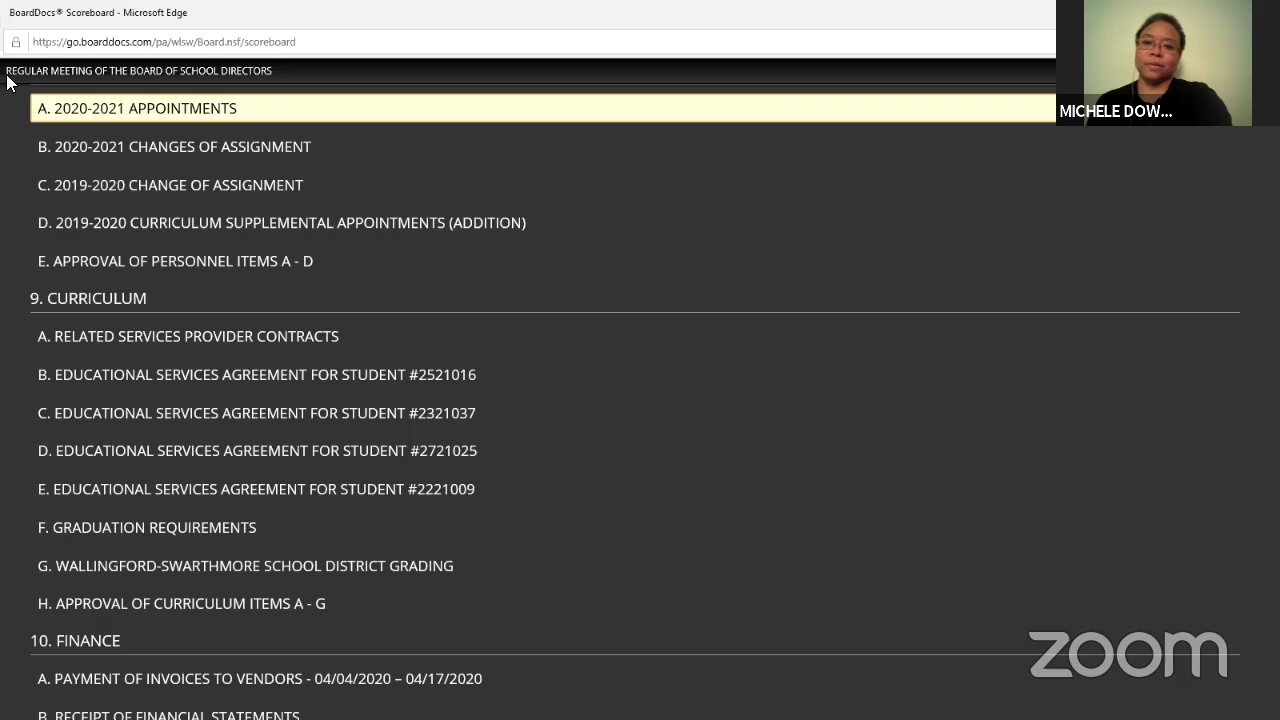 BoardDocs® Scoreboard - Microsoft Edge
https://go.boarddocs.com/pa/wlsw/Board.nsf/scoreboard
REGULAR MEETING OF THE BOARD OF SCHOOL DIRECTORS
A. 2020-2021 APPOINTMENTS
MICHELE DOW...
B. 2020-2021 CHANGES OF ASSIGNMENT
C. 2019-2020 CHANGE OF ASSIGNMENT
D. 2019-2020 CURRICULUM SUPPLEMENTAL APPOINTMENTS (ADDITION)
E. APPROVAL OF PERSONNEL ITEMS A - D
9. CURRICULUM
A. RELATED SERVICES PROVIDER CONTRACTS
B. EDUCATIONAL SERVICES AGREEMENT FOR STUDENT #2521016
C. EDUCATIONAL SERVICES AGREEMENT FOR STUDENT #2321037
D. EDUCATIONAL SERVICES AGREEMENT FOR STUDENT #2721025
E. EDUCATIONAL SERVICES AGREEMENT FOR STUDENT #2221009
F. GRADUATION REQUIREMENTS
G. WALLINGFORD-SWARTHMORE SCHOOL DISTRICT GRADING
H. APPROVAL OF CURRICULUM ITEMS A - G
10. FINANCE
A. PAYMENT OF INVOICES TO VENDORS - 04/04/2020 – 04/17/2020
B. RECEIPT OF FINANCIAL STATEMENTS
zoom